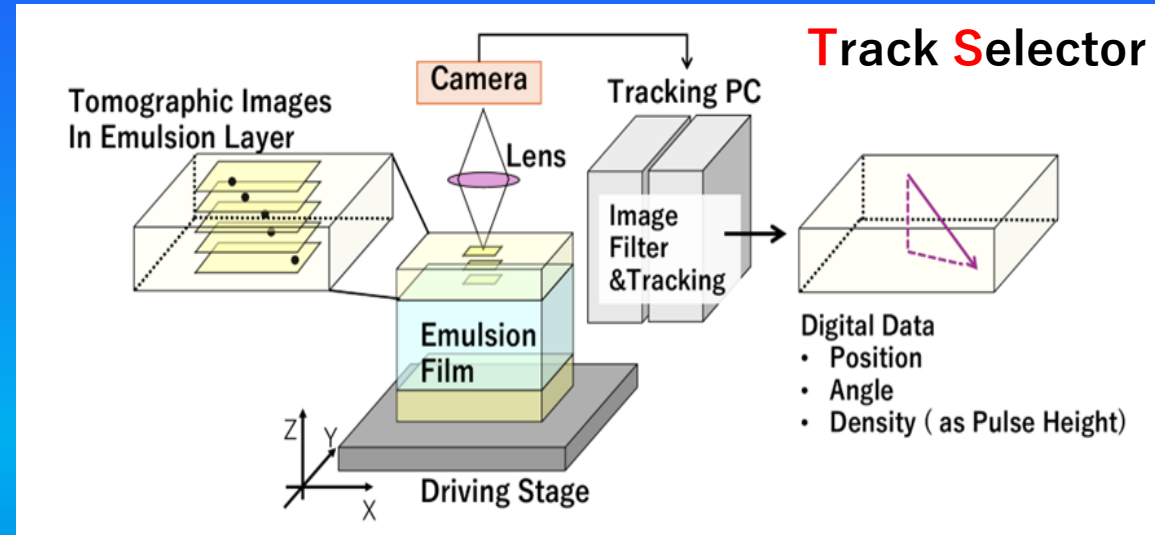 Track Selector
Camera
Tracking PC
Tomographic Images
In Emulsion Layer
Lens
Image
Filter
&Tracking
Emulsion
Film
Digital Data
• Position
• Angle
• Density ( as Pulse Height)
Z
Y
X
Driving Stage